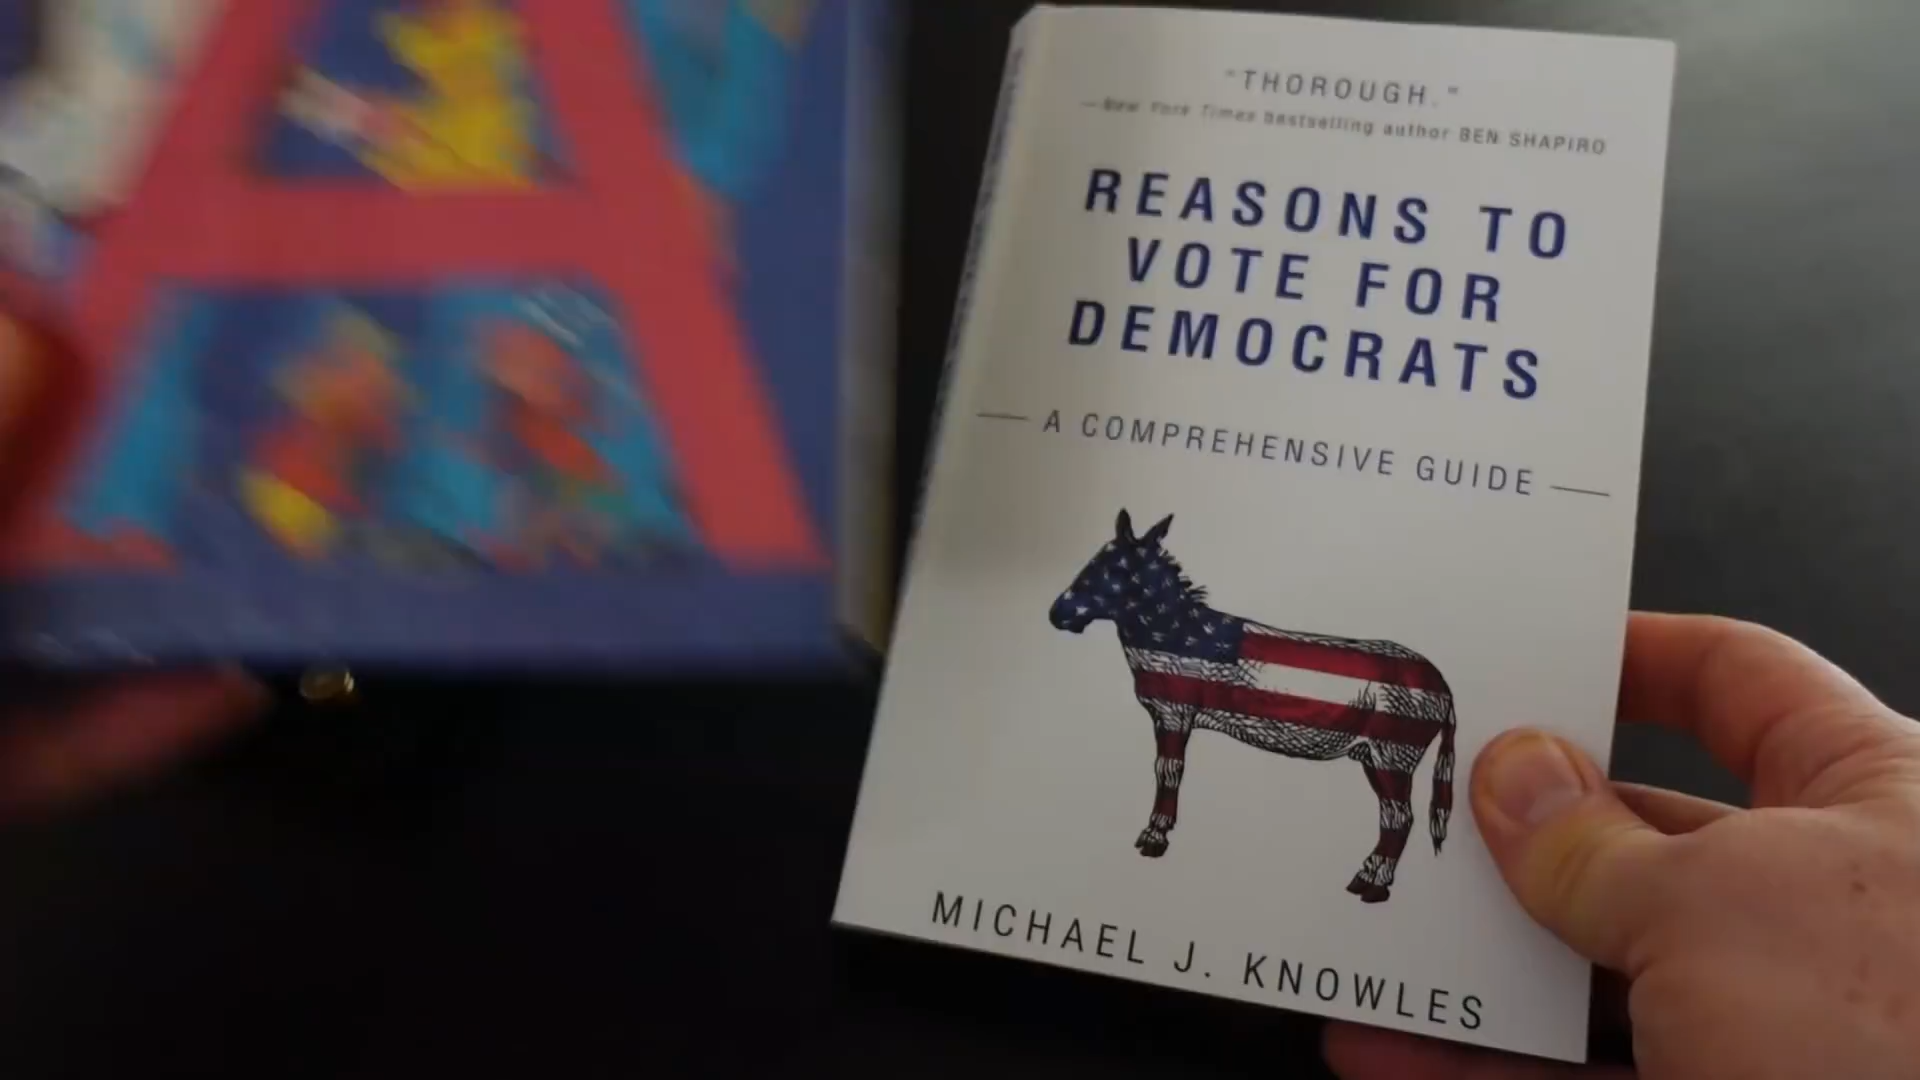 "THOROUGH."
—New York Times bestselling author BEN SHAPIRO
REASONS TO
VOTE FOR
DEMOCRATS
— A COMPREHENSIVE GUIDE —
MICHAEL J. KNOWLES